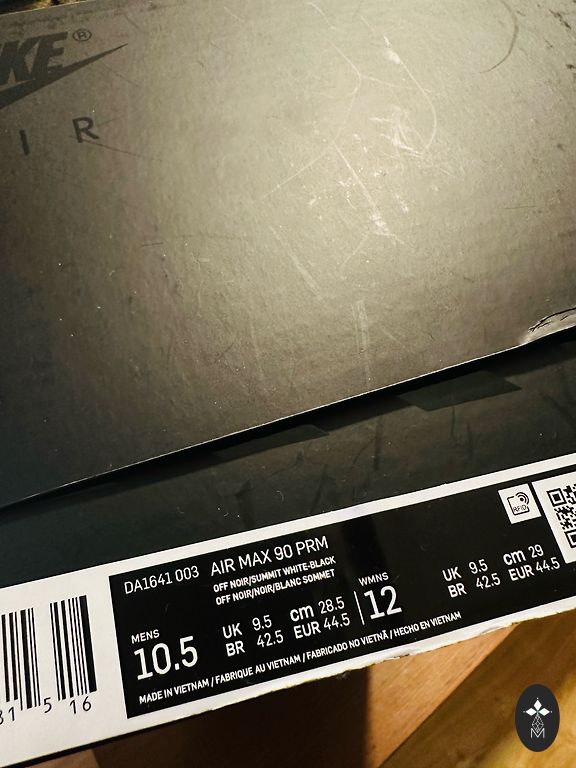 KE®
I R
RFID
DA1641 003 AIR MAX 90 PRM
OFF NOIR/SUMMIT WHITE-BLACK
OFF NOIR/NOIR/BLANC SOMMET
MENS
10.5
UK 9.5 cm 28.5
BR 42.5 EUR 44.5
WMNS
12
UK 9.5 cm 29
BR 42.5 EUR 44.5
MADE IN VIETNAM / FABRIQUE AU VIETNAM / FABRICADO NO VIETNÃ / HECHO EN VIETNAM
81 5 16
M